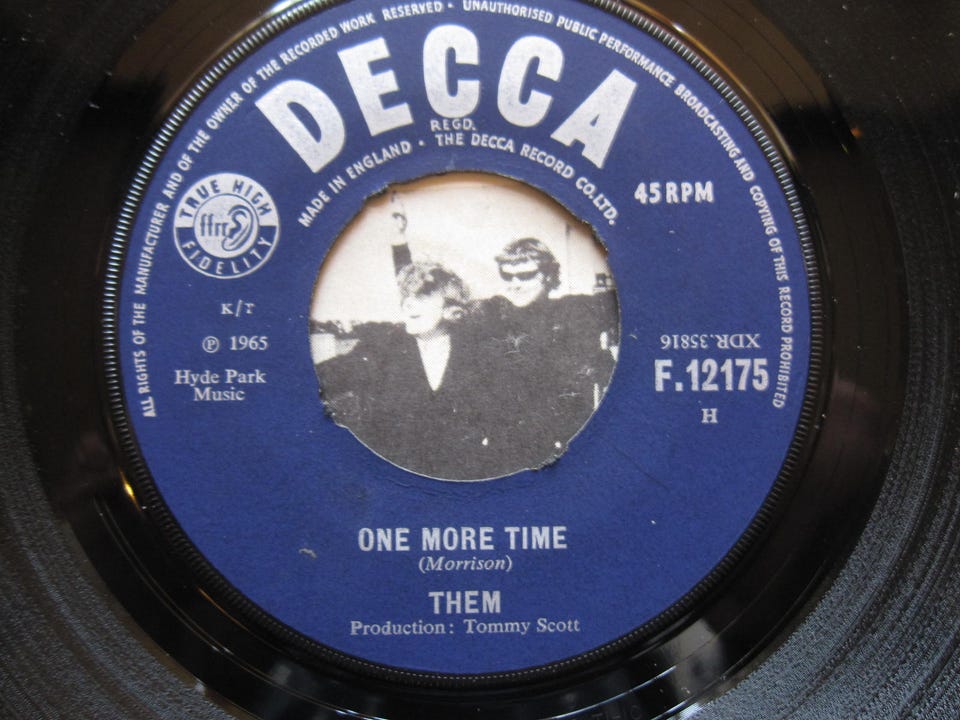 ALL RIGHTS OF THE MANUFACTURER AND OF THE OWNER OF THE RECORDED WORK RESERVED · UNAUTHORISED PUBLIC PERFORMANCE BROADCASTING AND COPYING OF THIS RECORD PROHIBITED
DECCA
REGD.
MADE IN ENGLAND · THE DECCA RECORD CO. LTD.
TRUE HIGH
ffrr
FIDELITY
45 RPM
K/T
℗ 1965
Hyde Park
Music
XDR.35816
F.12175
H
ONE MORE TIME
(Morrison)
THEM
Production: Tommy Scott